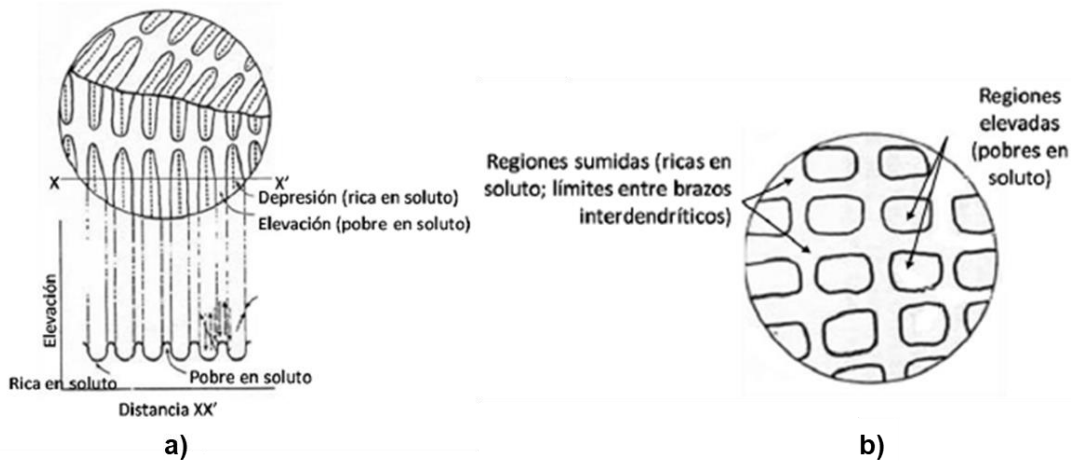 X
X'
Depresión (rica en soluto)
Elevación (pobre en soluto)
Elevación
Rica en soluto
Pobre en soluto
Distancia XX'
a)
Regiones sumidas (ricas en
soluto; límites entre brazos
interdendríticos)
Regiones
elevadas
(pobres en
soluto)
b)